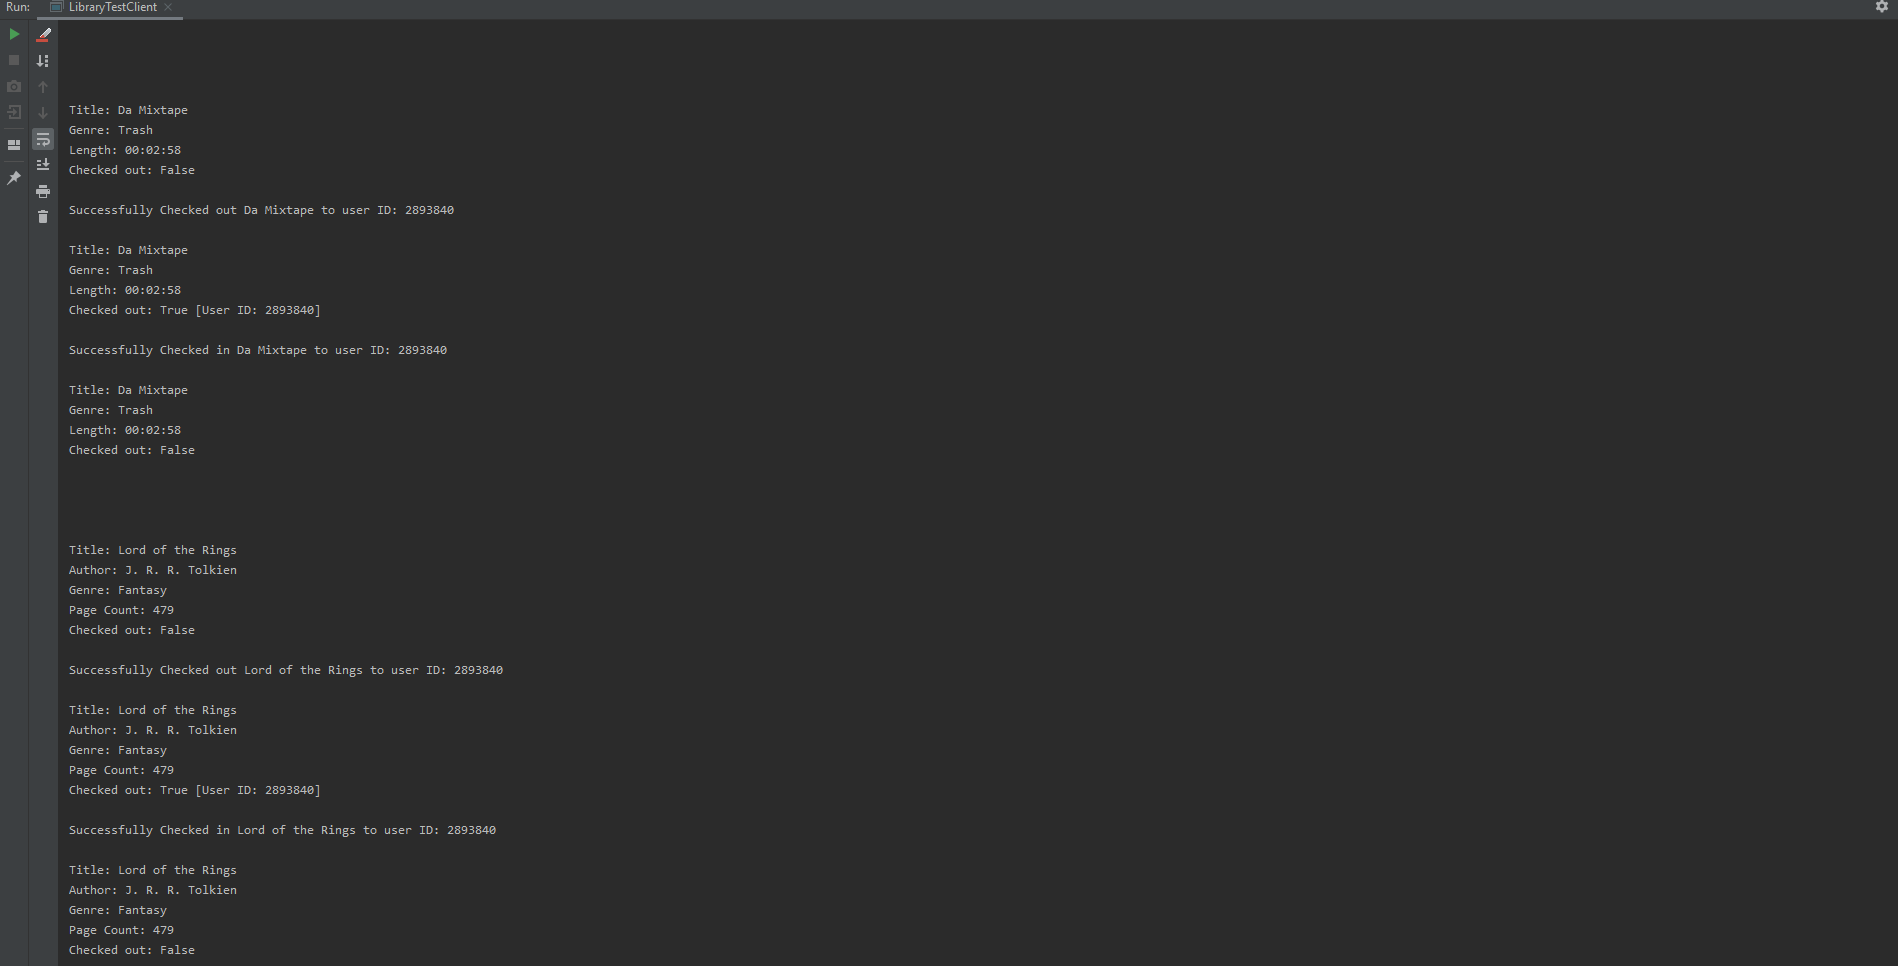 Run: LibraryTestClient
Title: Da Mixtape
Genre: Trash
Length: 00:02:58
Checked out: False
Successfully Checked out Da Mixtape to user ID: 2893840
Title: Da Mixtape
Genre: Trash
Length: 00:02:58
Checked out: True [User ID: 2893840]
Successfully Checked in Da Mixtape to user ID: 2893840
Title: Da Mixtape
Genre: Trash
Length: 00:02:58
Checked out: False
Title: Lord of the Rings
Author: J. R. R. Tolkien
Genre: Fantasy
Page Count: 479
Checked out: False
Successfully Checked out Lord of the Rings to user ID: 2893840
Title: Lord of the Rings
Author: J. R. R. Tolkien
Genre: Fantasy
Page Count: 479
Checked out: True [User ID: 2893840]
Successfully Checked in Lord of the Rings to user ID: 2893840
Title: Lord of the Rings
Author: J. R. R. Tolkien
Genre: Fantasy
Page Count: 479
Checked out: False